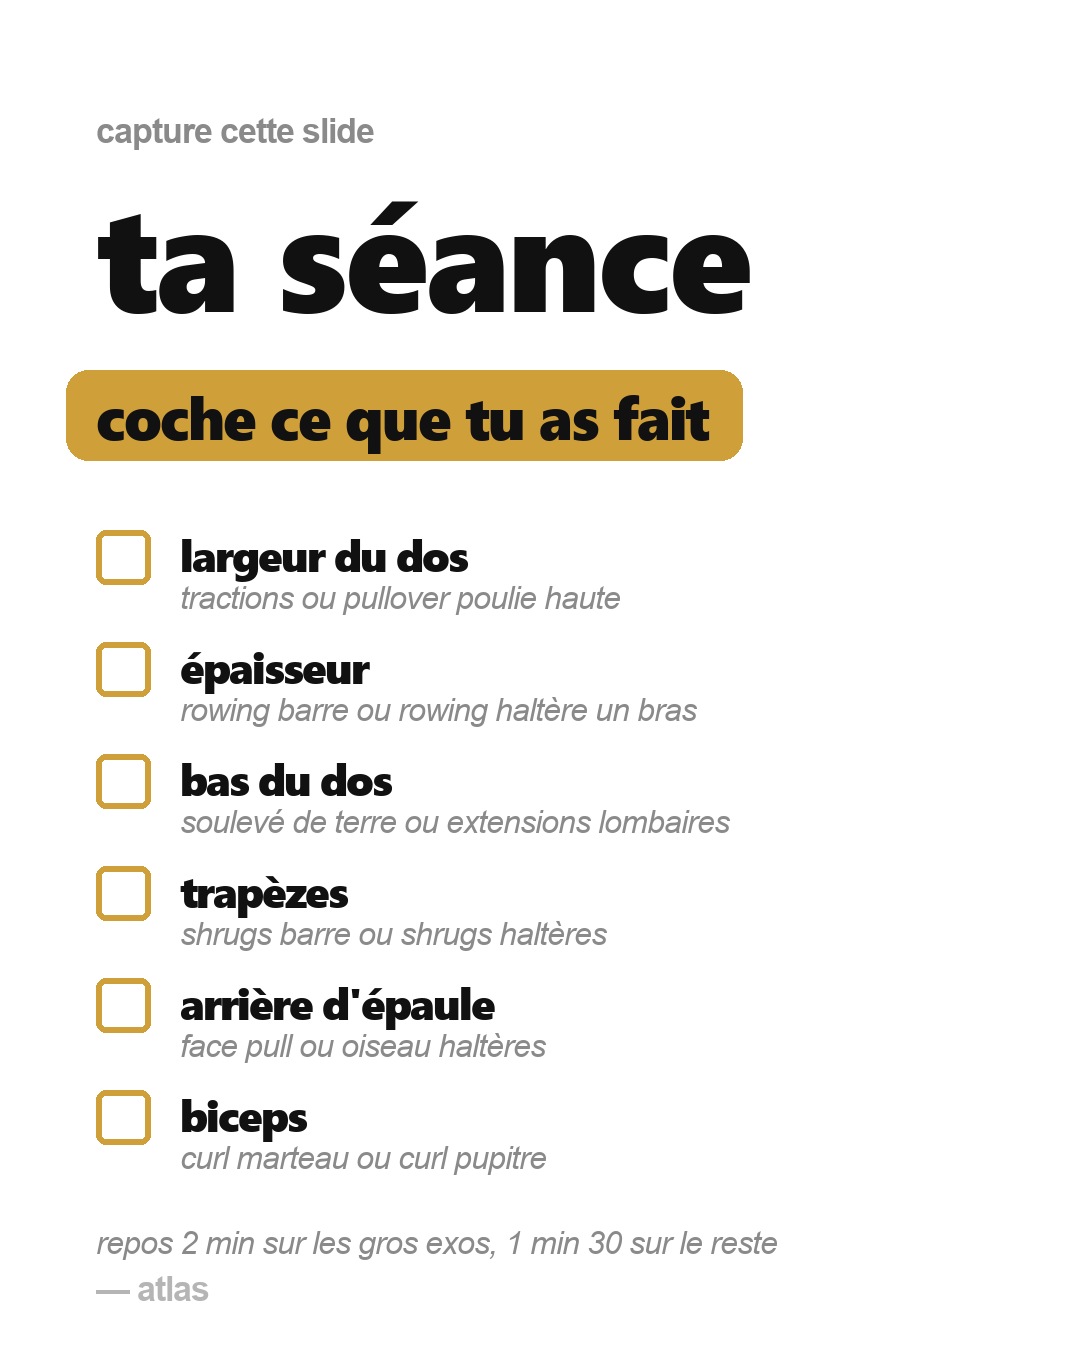 capture cette slide
ta séance
coche ce que tu as fait
largeur du dos
tractions ou pullover poulie haute
épaisseur
rowing barre ou rowing haltère un bras
bas du dos
soulevé de terre ou extensions lombaires
trapèzes
shrugs barre ou shrugs haltères
arrière d'épaule
face pull ou oiseau haltères
biceps
curl marteau ou curl pupitre
repos 2 min sur les gros exos, 1 min 30 sur le reste
— atlas